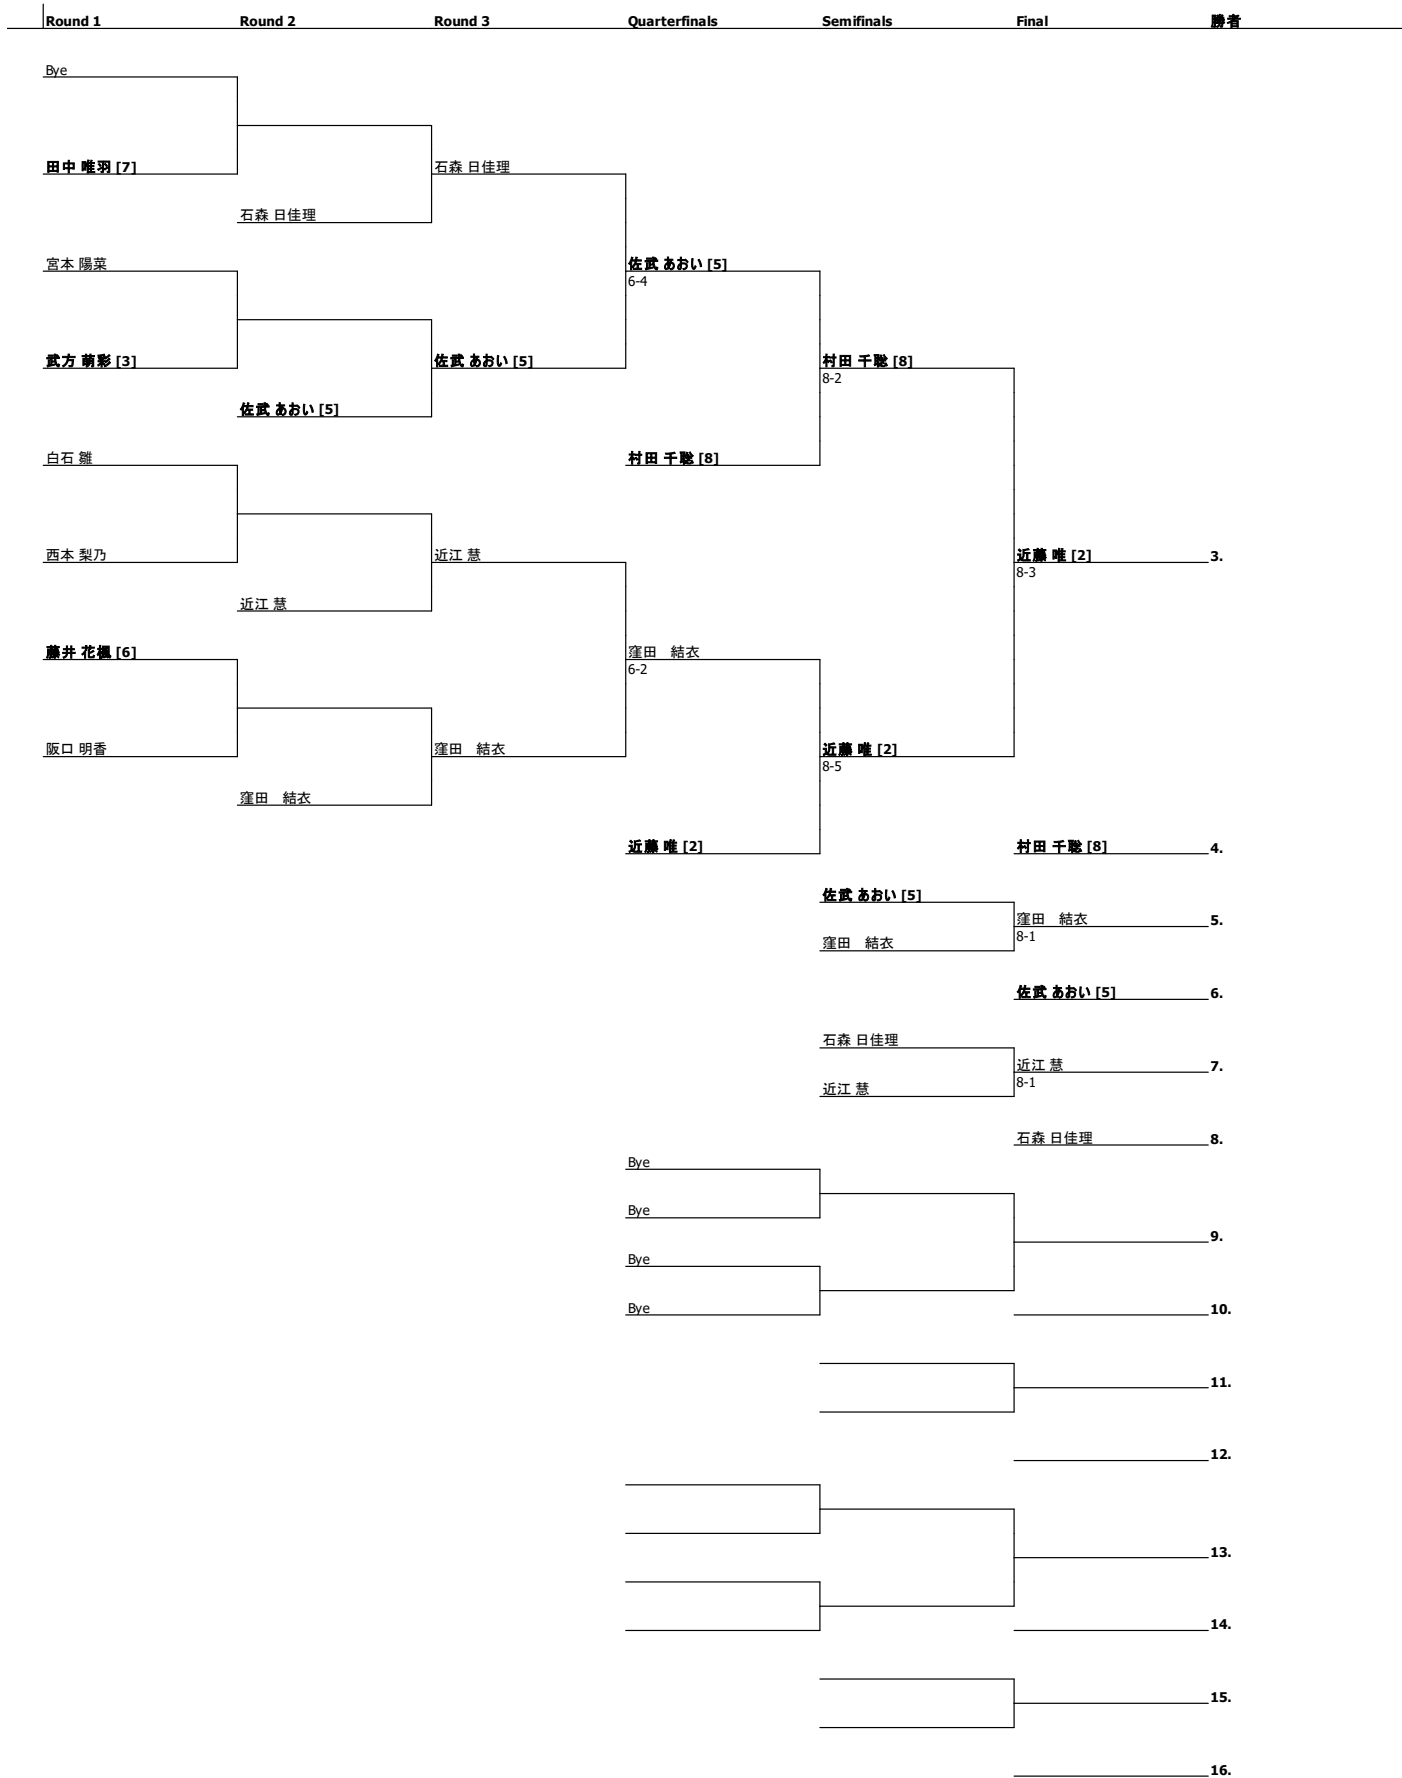 Round 1 Round 2 Round 3 Quarterfinals Semifinals Final 勝者
Bye
田中 唯羽 [7] 石森 日佳理
石森 日佳理
宮本 陽菜 佐武 あおい [5]
6-4
武方 萌彩 [3] 佐武 あおい [5] 村田 千聡 [8]
8-2
佐武 あおい [5]
白石 雛 村田 千聡 [8]
西本 梨乃 近江 慧 近藤 唯 [2] 3.
8-3
近江 慧
藤井 花楓 [6] 窪田　結衣
6-2
阪口 明香 窪田　結衣 近藤 唯 [2]
8-5
窪田　結衣
近藤 唯 [2] 村田 千聡 [8] 4.
佐武 あおい [5]
窪田　結衣 5.
8-1
窪田　結衣
佐武 あおい [5] 6.
石森 日佳理
近江 慧 7.
8-1
近江 慧
石森 日佳理 8.
Bye
Bye
9.
Bye
Bye 10.
11.
12.
13.
14.
15.
16.